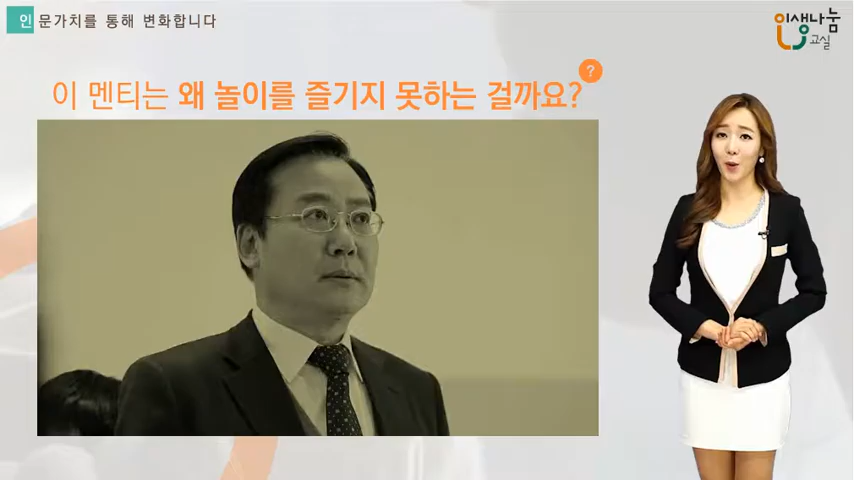 인문가치를 통해 변화합니다
인생나눔
교실
?
이 멘티는 왜 놀이를 즐기지 못하는 걸까요?